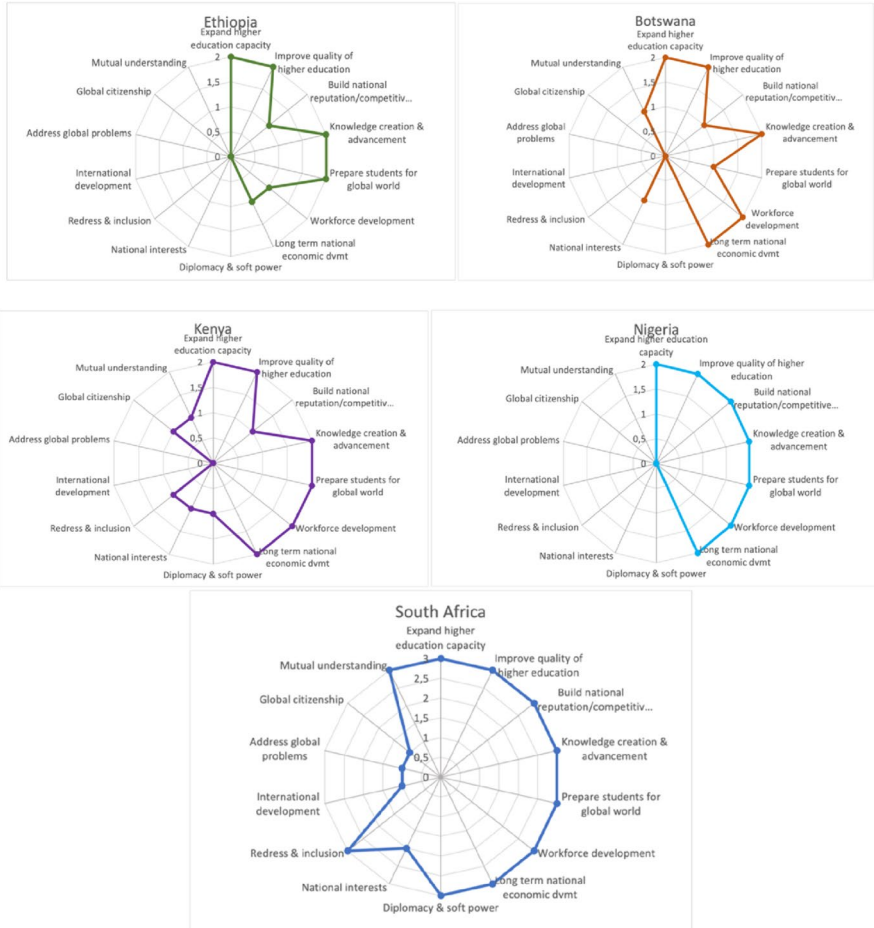 Ethiopia
Expand higher
education capacity
Improve quality of
higher education
Build national
reputation/competitiv...
Knowledge creation &
advancement
Prepare students for
global world
Workforce development
Long term national
economic dvmt
Diplomacy & soft power
National interests
Redress & inclusion
International
development
Address global problems
Global citizenship
Mutual understanding
2
1,5
1
0,5
0
Botswana
Expand higher
education capacity
Improve quality of
higher education
Build national
reputation/competitiv...
Knowledge creation &
advancement
Prepare students for
global world
Workforce
development
Long term national
economic dvmt
Diplomacy & soft power
National interests
Redress & inclusion
International
development
Address global
problems
Global citizenship
Mutual understanding
2
1,5
1
0,5
0
Kenya
Expand higher
education capacity
Improve quality of
higher education
Build national
reputation/competitiv...
Knowledge creation &
advancement
Prepare students for
global world
Workforce development
Long term national
economic dvmt
Diplomacy & soft power
National interests
Redress & inclusion
International
development
Address global problems
Global citizenship
Mutual understanding
2
1,5
1
0,5
0
Nigeria
Expand higher education
capacity
Improve quality of higher
education
Build national
reputation/competitive...
Knowledge creation &
advancement
Prepare students for
global world
Workforce development
Long term national
economic dvmt
Diplomacy & soft power
National interests
Redress & inclusion
International
development
Address global problems
Global citizenship
Mutual understanding
2
1,5
1
0,5
0
South Africa
Expand higher
education capacity
Improve quality of
higher education
Build national
reputation/competitiv...
Knowledge creation &
advancement
Prepare students for
global world
Workforce development
Long term national
economic dvmt
Diplomacy & soft power
National interests
Redress & inclusion
International
development
Address global
problems
Global citizenship
Mutual understanding
3
2,5
2
1,5
1
0,5
0